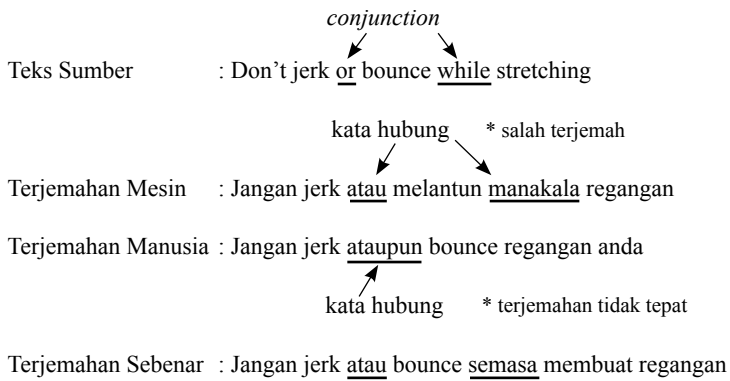 conjunction
Teks Sumber : Don’t jerk or bounce while stretching
kata hubung * salah terjemah
Terjemahan Mesin : Jangan jerk atau melantun manakala regangan
Terjemahan Manusia : Jangan jerk ataupun bounce regangan anda
kata hubung * terjemahan tidak tepat
Terjemahan Sebenar : Jangan jerk atau bounce semasa membuat regangan